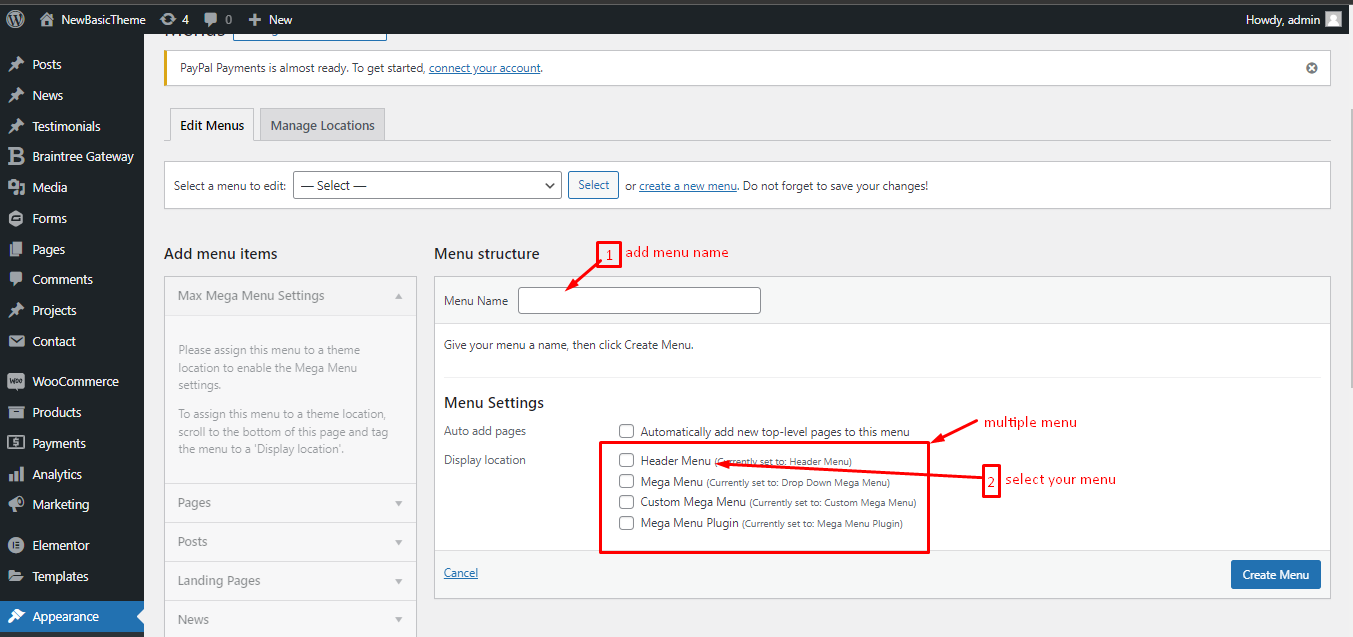 NewBasicTheme 4 0 New Howdy, admin
Posts
News
Testimonials
Braintree Gateway
Media
Forms
Pages
Comments
Projects
Contact
WooCommerce
Products
Payments
Analytics
Marketing
Elementor
Templates
Appearance
Menus
PayPal Payments is almost ready. To get started, connect your account.
Edit Menus Manage Locations
Select a menu to edit: — Select — Select or create a new menu. Do not forget to save your changes!
Add menu items
Max Mega Menu Settings
Please assign this menu to a theme
location to enable the Mega Menu
settings.
To assign this menu to a theme location,
scroll to the bottom of this page and tag
the menu to a 'Display location'.
Pages
Posts
Landing Pages
News
Menu structure
1 add menu name
Menu Name
Give your menu a name, then click Create Menu.
Menu Settings
Auto add pages Automatically add new top-level pages to this menu
multiple menu
Display location Header Menu (Currently set to: Header Menu)
Mega Menu (Currently set to: Drop Down Mega Menu)
Custom Mega Menu (Currently set to: Custom Mega Menu)
Mega Menu Plugin (Currently set to: Mega Menu Plugin)
2 select your menu
Cancel Create Menu